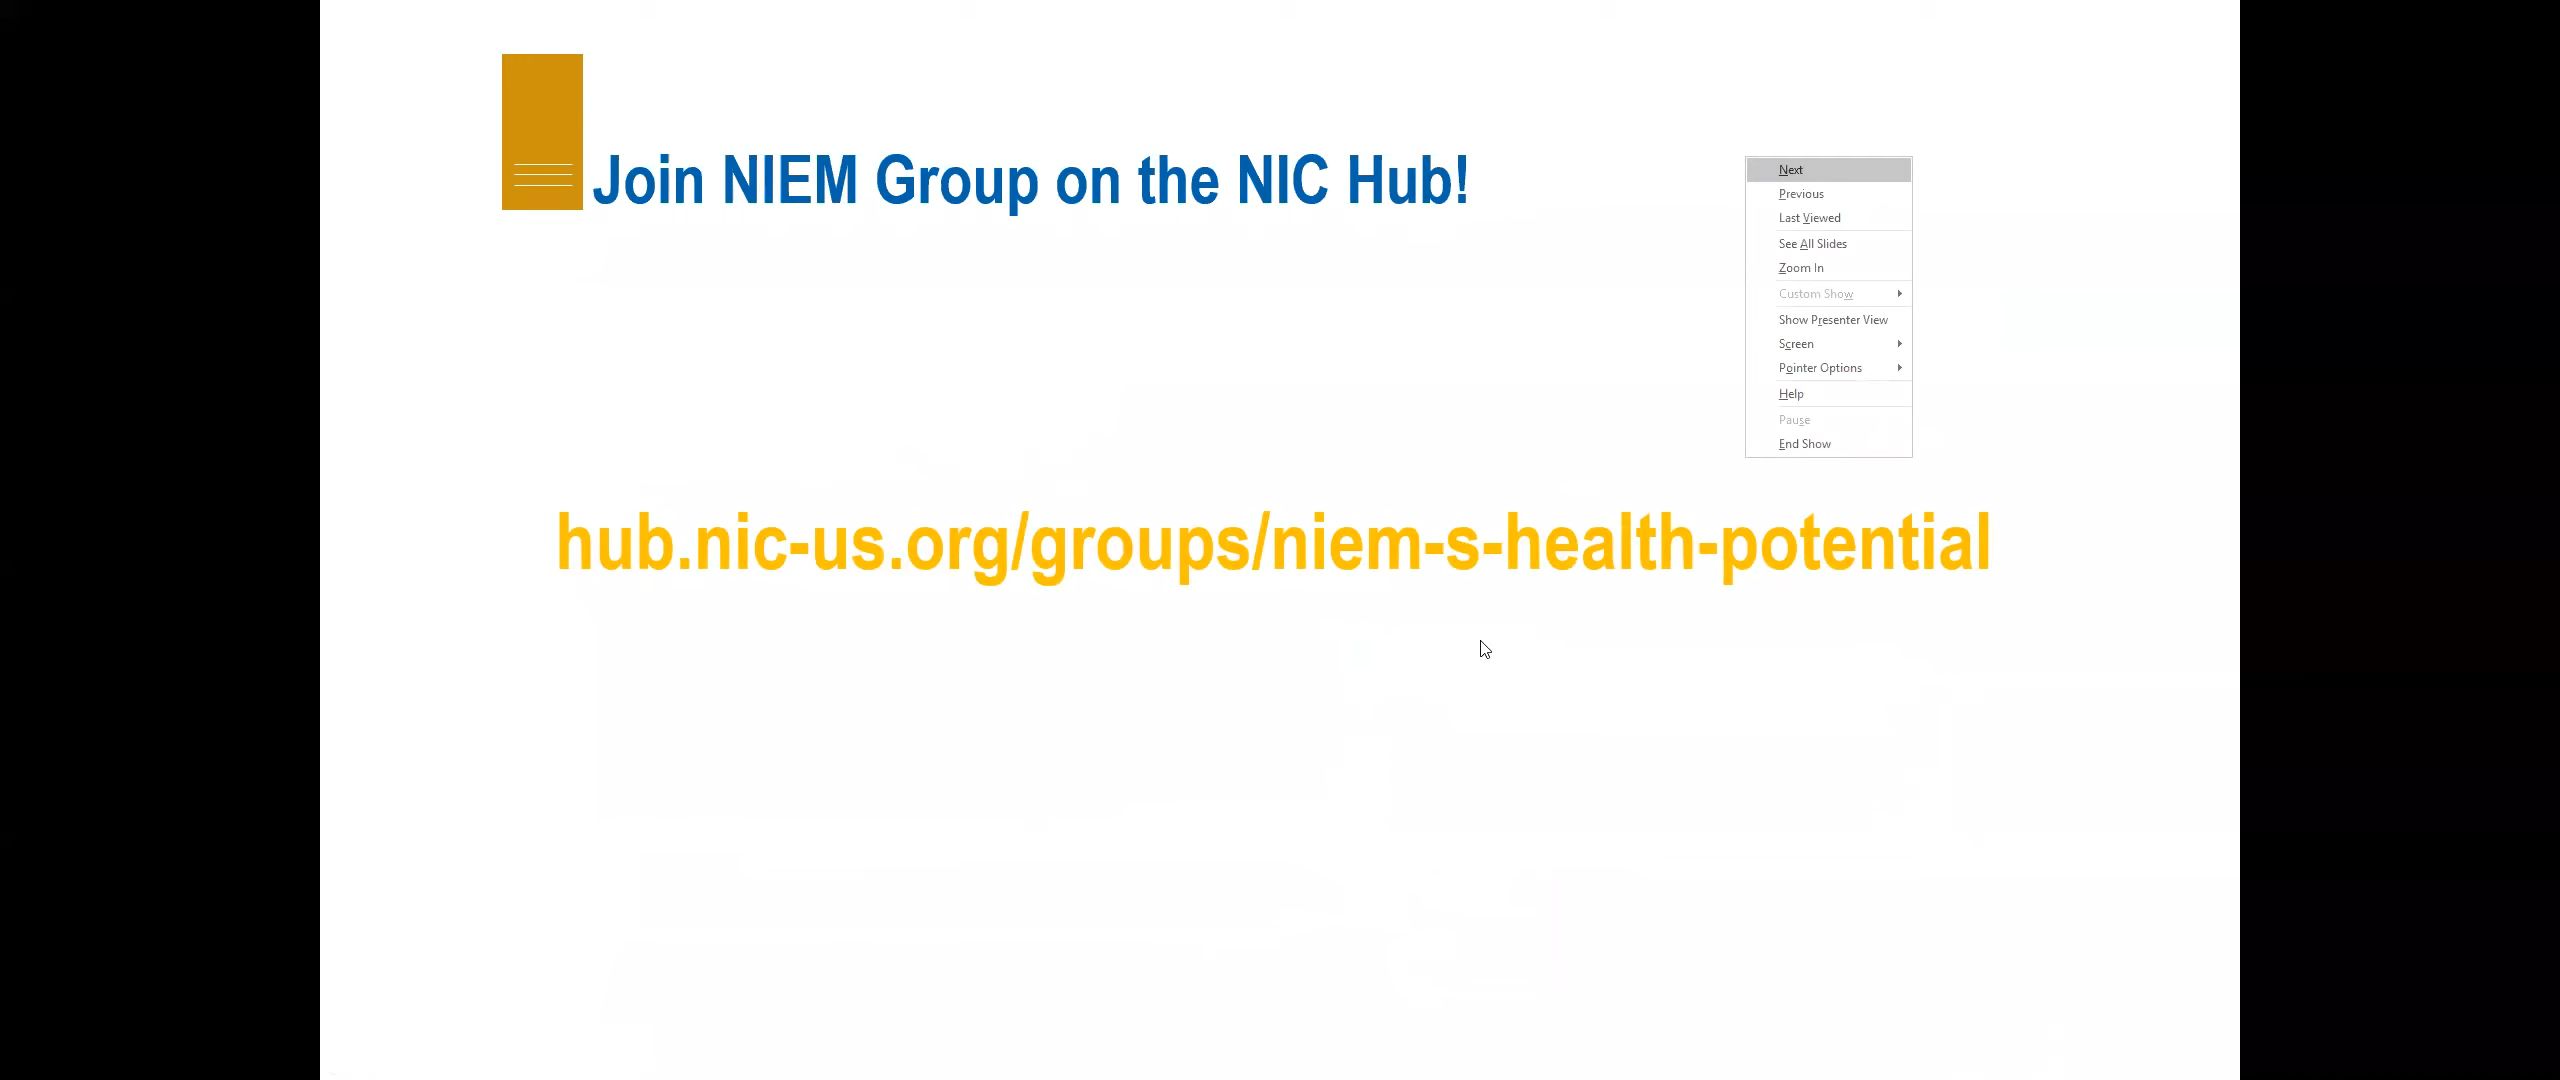 Join NIEM Group on the NIC Hub!
Next
Previous
Last Viewed
See All Slides
Zoom In
Custom Show
Show Presenter View
Screen
Pointer Options
Help
Pause
End Show
hub.nic-us.org/groups/niem-s-health-potential